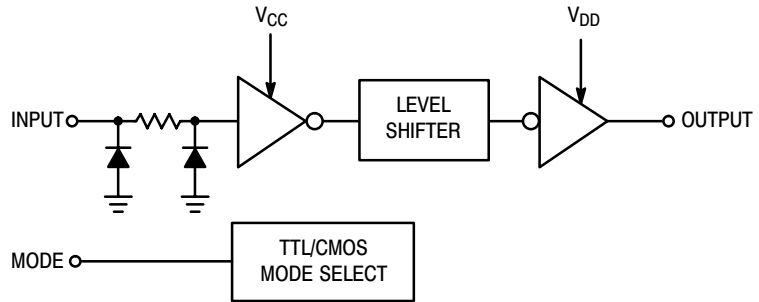 VCC
VDD
INPUT
LEVEL
SHIFTER
OUTPUT
MODE
TTL/CMOS
MODE SELECT